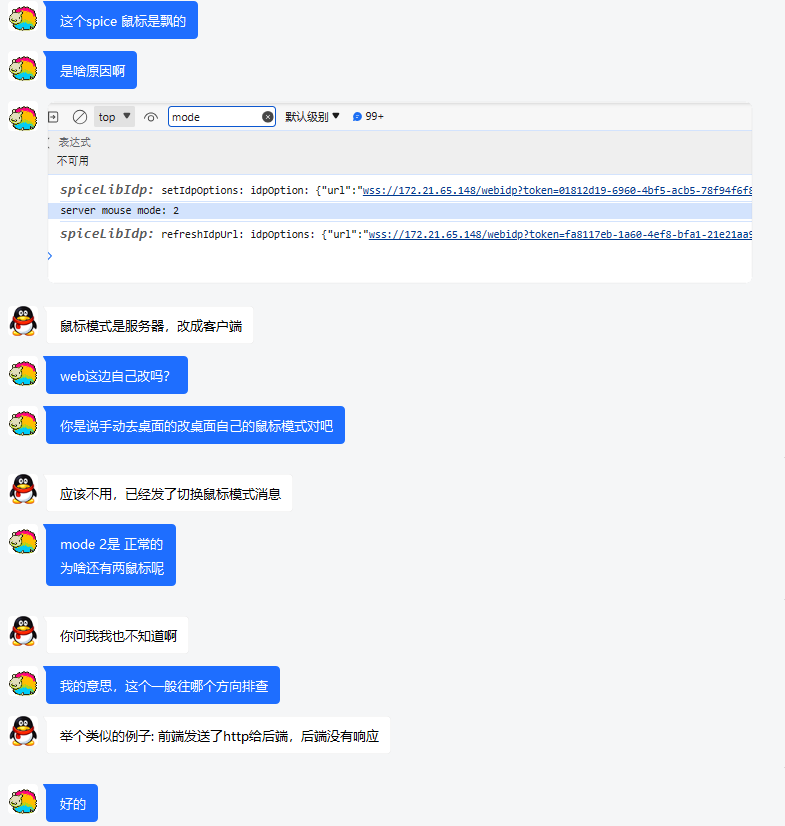 这个spice 鼠标是飘的
是啥原因啊
top ▼ mode 默认级别 ▼ 99+
表达式
不可用
spiceLibIdp: setIdpOptions: idpOption: {"url":"wss://172.21.65.148/webidp?token=01812d19-6960-4bf5-acb5-78f94f6f8
server mouse mode: 2
spiceLibIdp: refreshIdpUrl: idpOptions: {"url":"wss://172.21.65.148/webidp?token=fa8117eb-1a60-4ef8-bfa1-21e21aa9
鼠标模式是服务器，改成客户端
web这边自己改吗?
你是说手动去桌面的改桌面自己的鼠标模式对吧
应该不用，已经发了切换鼠标模式消息
mode 2是 正常的
为啥还有两鼠标呢
你问我我也不知道啊
我的意思，这个一般往哪个方向排查
举个类似的例子: 前端发送了http给后端，后端没有响应
好的